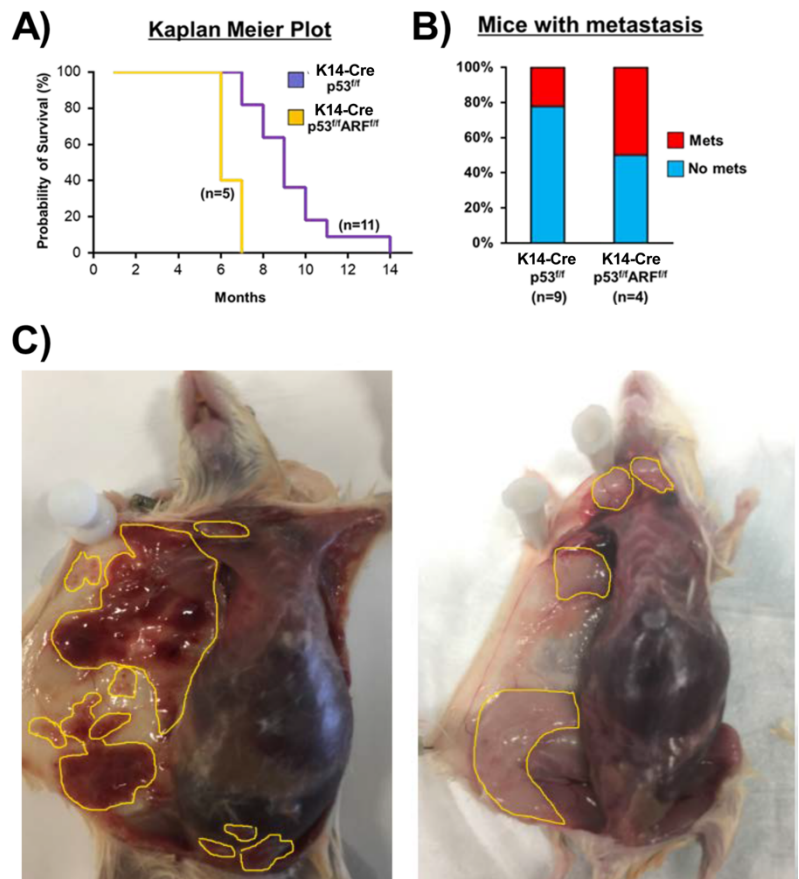 A)
Kaplan Meier Plot
Probability of Survival (%)
100
80
60
40
20
0
0 2 4 6 8 10 12 14
Months
K14-Cre
p53f/f
K14-Cre
p53f/fARFf/f
(n=5)
(n=11)
B)
Mice with metastasis
100%
80%
60%
40%
20%
0%
Mets
No mets
K14-Cre
p53f/f
(n=9)
K14-Cre
p53f/fARFf/f
(n=4)
C)